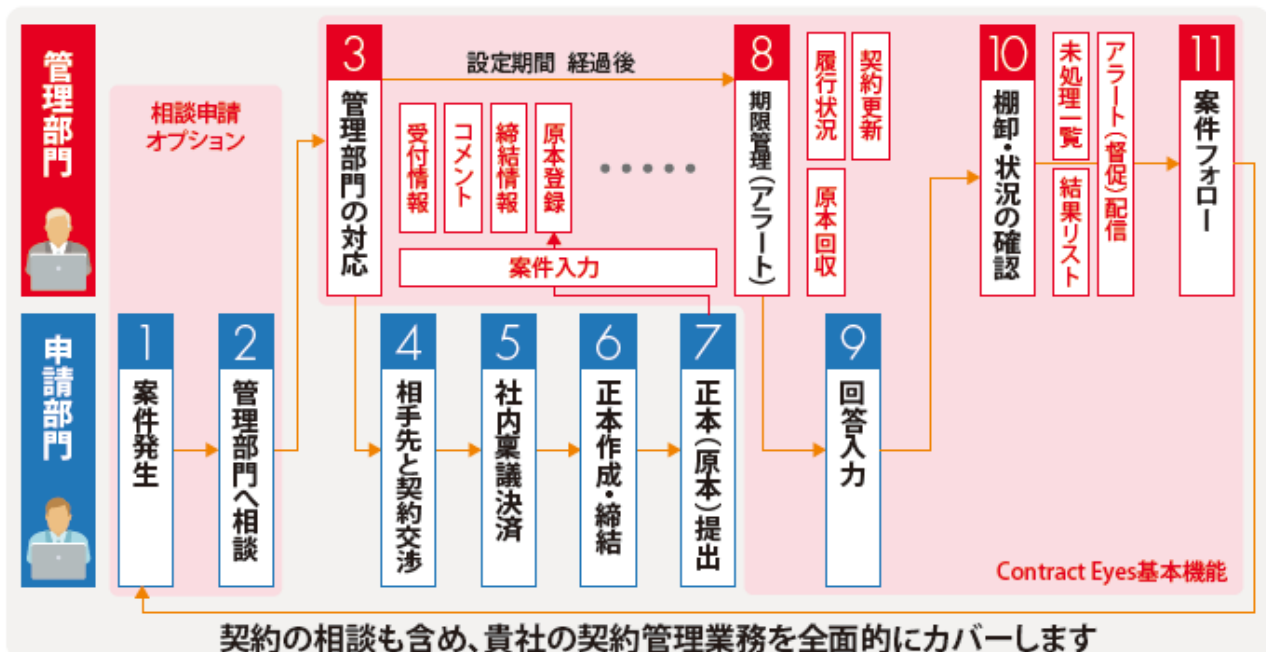 管理部門
相談申請
オプション
3
管理部門の対応
設定期間 経過後
受付情報
コメント
締結情報
原本登録
・・・・・
案件入力
8
期限管理（アラート）
履行状況
契約更新
原本回収
10
棚卸・状況の確認
未処理一覧
結果リスト
アラート（督促）配信
11
案件フォロー
申請部門
1
案件発生
2
管理部門へ相談
4
相手先と契約交渉
5
社内稟議決済
6
正本作成・締結
7
正本（原本）提出
9
回答入力
Contract Eyes基本機能
契約の相談も含め、貴社の契約管理業務を全面的にカバーします